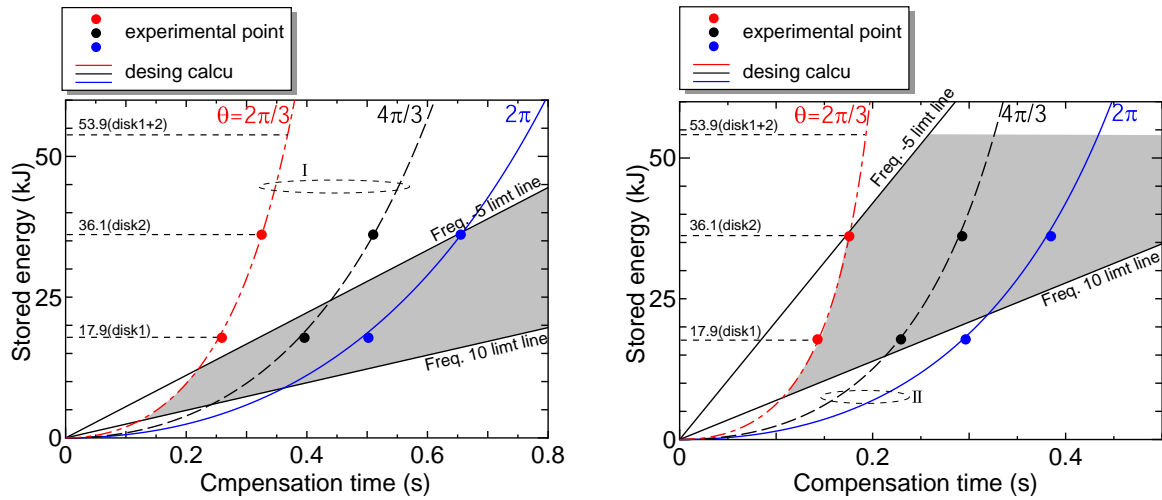 experimental point
desing calcu
θ=2π/3
4π/3
2π
53.9(disk1+2)
50
I
Freq. -5 limt line
36.1(disk2)
Stored energy (kJ)
25
17.9(disk1)
Freq. 10 limt line
0
0 0.2 0.4 0.6 0.8
Cmpensation time (s)
experimental point
desing calcu
θ=2π/3
4π/3
2π
53.9(disk1+2)
50
Freq. -5 limt line
36.1(disk2)
Stored energy (kJ)
25
Freq. 10 limt line
17.9(disk1)
II
0
0 0.2 0.4
Compensation time (s)